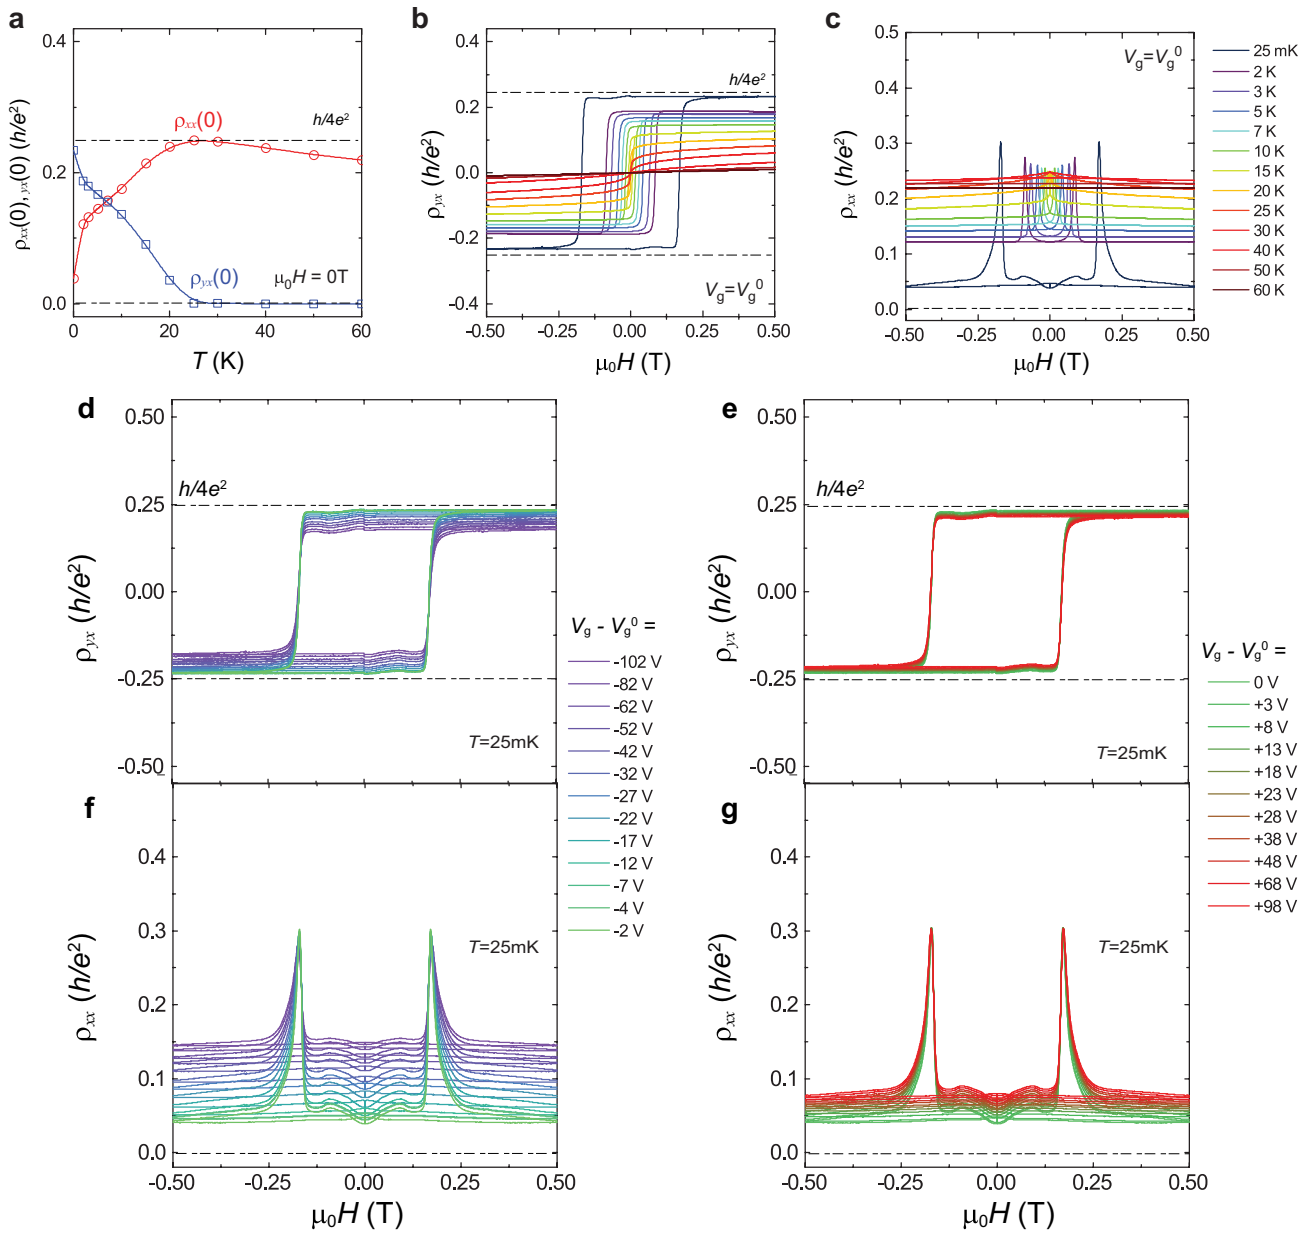 a
0.4
0.2
0.0
ρxx(0), ρyx(0) (h/e²)
ρxx(0)
h/4e²
ρyx(0)
μ₀H = 0T
0 20 40 60
T (K)
b
0.4
0.2
0.0
-0.2
-0.4
ρyx (h/e²)
h/4e²
Vg=Vg⁰
-0.50 -0.25 0.00 0.25 0.50
μ₀H (T)
c
0.5
0.4
0.3
0.2
0.1
0.0
ρxx (h/e²)
Vg=Vg⁰
-0.50 -0.25 0.00 0.25 0.50
μ₀H (T)
25 mK
2 K
3 K
5 K
7 K
10 K
15 K
20 K
25 K
30 K
40 K
50 K
60 K
d
0.50
0.25
0.00
-0.25
-0.50
ρyx (h/e²)
h/4e²
T=25mK
e
0.50
0.25
0.00
-0.25
-0.50
ρyx (h/e²)
h/4e²
T=25mK
f
0.4
0.3
0.2
0.1
0.0
ρxx (h/e²)
T=25mK
-0.50 -0.25 0.00 0.25 0.50
μ₀H (T)
Vg - Vg⁰ =
-102 V
-82 V
-62 V
-52 V
-42 V
-32 V
-27 V
-22 V
-17 V
-12 V
-7 V
-4 V
-2 V
g
0.4
0.3
0.2
0.1
0.0
ρxx (h/e²)
T=25mK
-0.50 -0.25 0.00 0.25 0.50
μ₀H (T)
Vg - Vg⁰ =
0 V
+3 V
+8 V
+13 V
+18 V
+23 V
+28 V
+38 V
+48 V
+68 V
+98 V